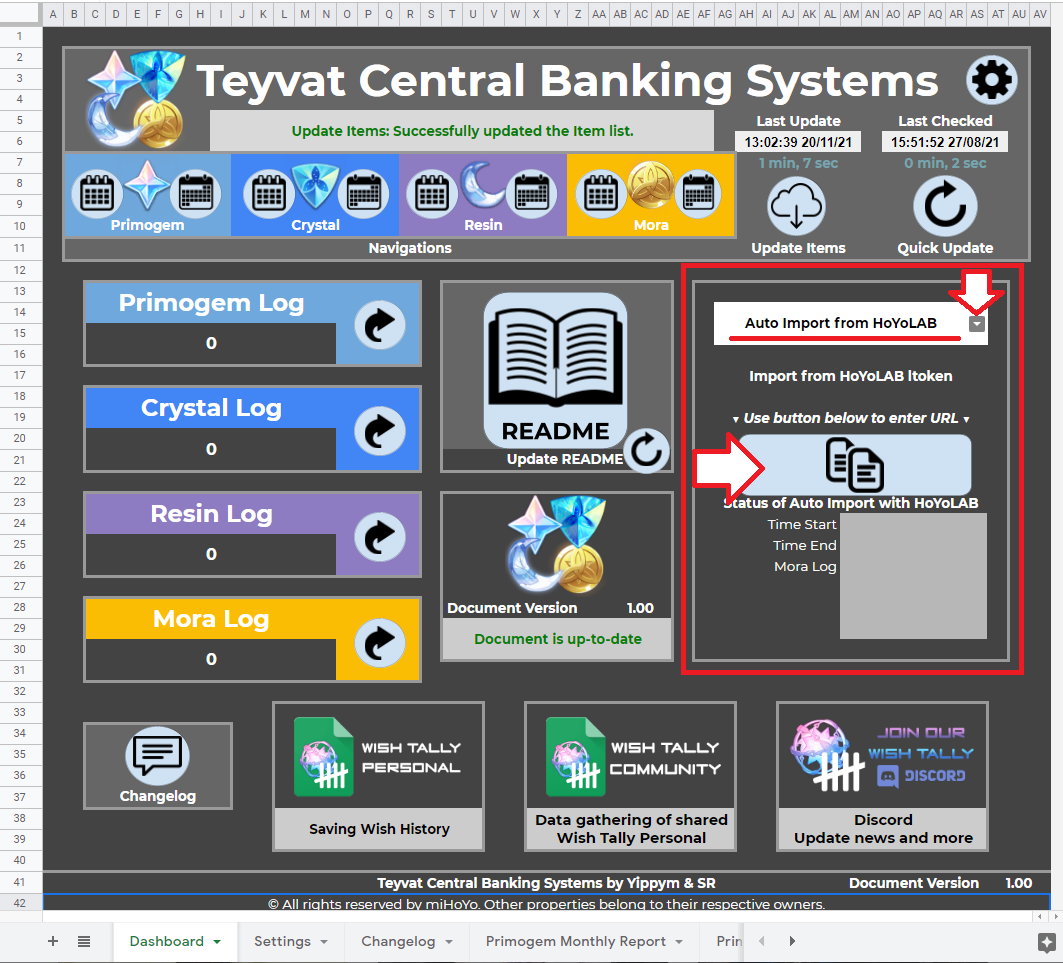 A B C D E F G H I J K L M N O P Q R S T U V W X Y Z AA AB AC AD AE AF AG AH AI AJ AK AL AM AN AO AP AQ AR AS AT AU AV
1
2
3
4
5
6
7
8
9
10
11
12
13
14
15
16
17
18
19
20
21
22
23
24
25
26
27
28
29
30
31
32
33
34
35
36
37
38
39
40
41
42
Teyvat Central Banking Systems
Update Items: Successfully updated the Item list.
Last Update
13:02:39 20/11/21
1 min, 7 sec
Update Items
Last Checked
15:51:52 27/08/21
0 min, 2 sec
Quick Update
Primogem
Crystal
Resin
Mora
Navigations
Primogem Log
0
Crystal Log
0
Resin Log
0
Mora Log
0
README
Update README
Document Version 1.00
Document is up-to-date
Auto Import from HoYoLAB
Import from HoYoLAB ltoken
▼ Use button below to enter URL ▼
Status of Auto Import with HoYoLAB
Time Start
Time End
Mora Log
Changelog
WISH TALLY
PERSONAL
Saving Wish History
WISH TALLY
COMMUNITY
Data gathering of shared
Wish Tally Personal
JOIN OUR
WISH TALLY
DISCORD
Discord
Update news and more
Teyvat Central Banking Systems by Yippym & SR
Document Version 1.00
© All rights reserved by miHoYo. Other properties belong to their respective owners.
Dashboard Settings Changelog Primogem Monthly Report Prin